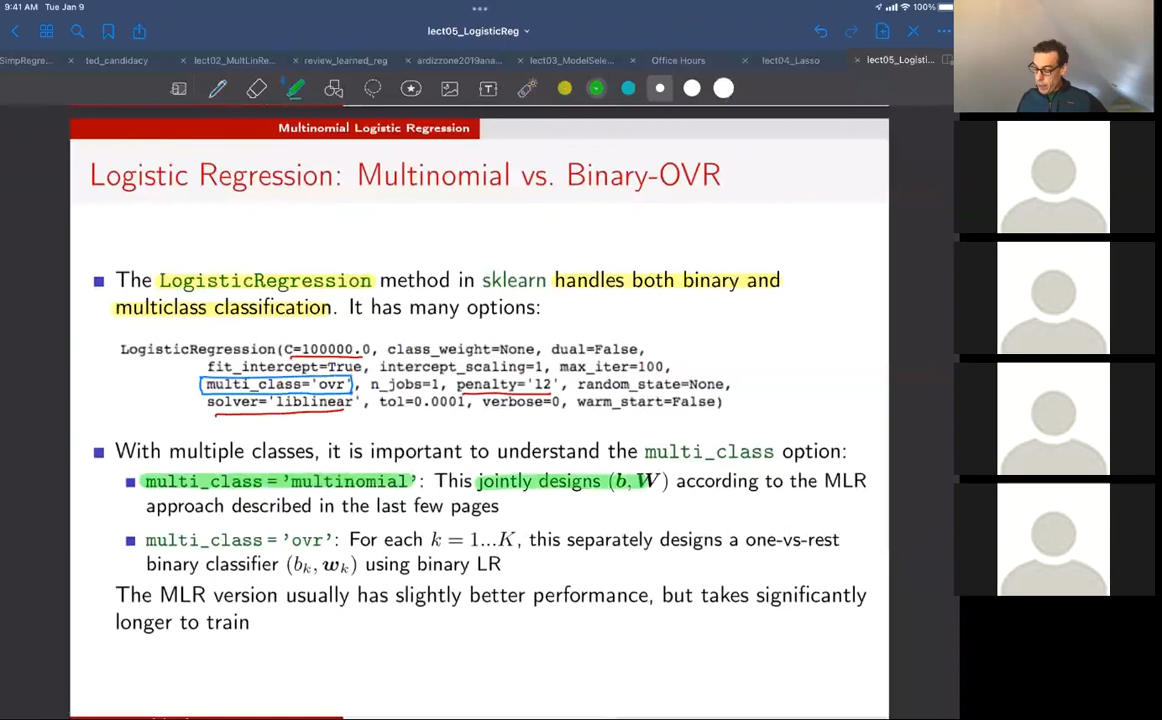 9:41 AM Tue Jan 9
100%
lect05_LogisticReg
SimpRegre...
ted_candidacy
lect02_MultLinRe...
review_learned_reg
ardizzone2019ana...
lect03_ModelSele...
Office Hours
lect04_Lasso
lect05_Logisti...
Multinomial Logistic Regression
Logistic Regression: Multinomial vs. Binary-OVR
The LogisticRegression method in sklearn handles both binary and
multiclass classification. It has many options:
LogisticRegression(C=100000.0, class_weight=None, dual=False,
fit_intercept=True, intercept_scaling=1, max_iter=100,
multi_class='ovr', n_jobs=1, penalty='l2', random_state=None,
solver='liblinear', tol=0.0001, verbose=0, warm_start=False)
With multiple classes, it is important to understand the multi_class option:
multi_class = 'multinomial': This jointly designs (b, W) according to the MLR
approach described in the last few pages
multi_class = 'ovr': For each k = 1...K, this separately designs a one-vs-rest
binary classifier (bk, wk) using binary LR
The MLR version usually has slightly better performance, but takes significantly
longer to train